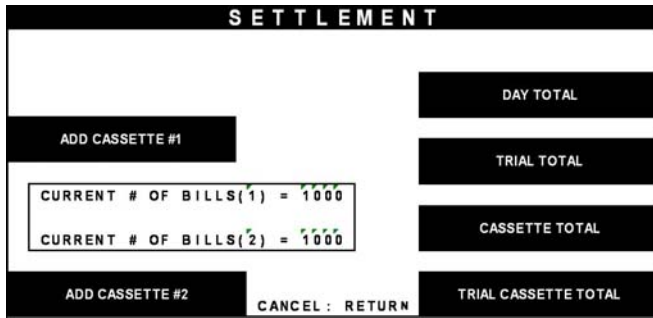 SETTLEMENT
DAY TOTAL
ADD CASSETTE #1
TRIAL TOTAL
CURRENT # OF BILLS(1) = 1000
CASSETTE TOTAL
CURRENT # OF BILLS(2) = 1000
ADD CASSETTE #2
CANCEL: RETURN
TRIAL CASSETTE TOTAL